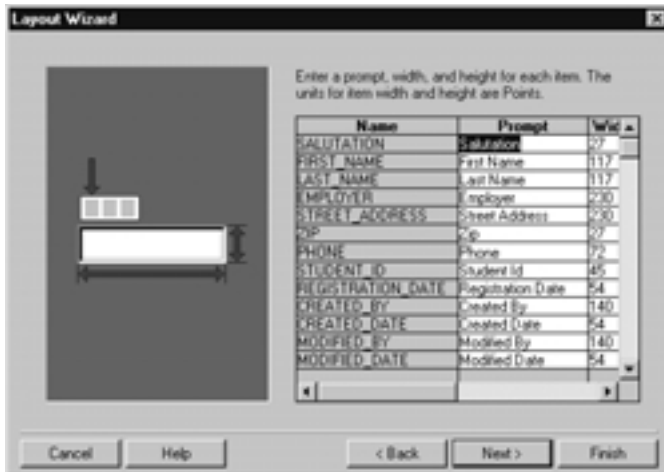 Layout Wizard
Enter a prompt, width, and height for each item. The
units for item width and height are Points.
Name Prompt Wid
SALUTATION Salutation 27
FIRST_NAME First Name 117
LAST_NAME Last Name 117
EMPLOYER Employer 230
STREET_ADDRESS Street Address 230
ZIP Zip 27
PHONE Phone 72
STUDENT_ID Student Id 45
REGISTRATION_DATE Registration Date 54
CREATED_BY Created By 140
CREATED_DATE Created Date 54
MODIFIED_BY Modified By 140
MODIFIED_DATE Modified Date 54
Cancel Help < Back Next > Finish